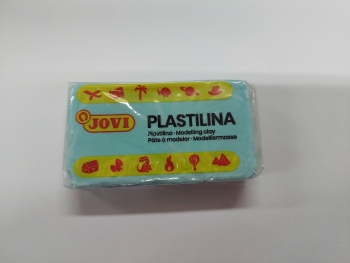 JOVI
PLASTILINA
Plastilina · Modelling clay
Pâte à modeler · Modelliermasse